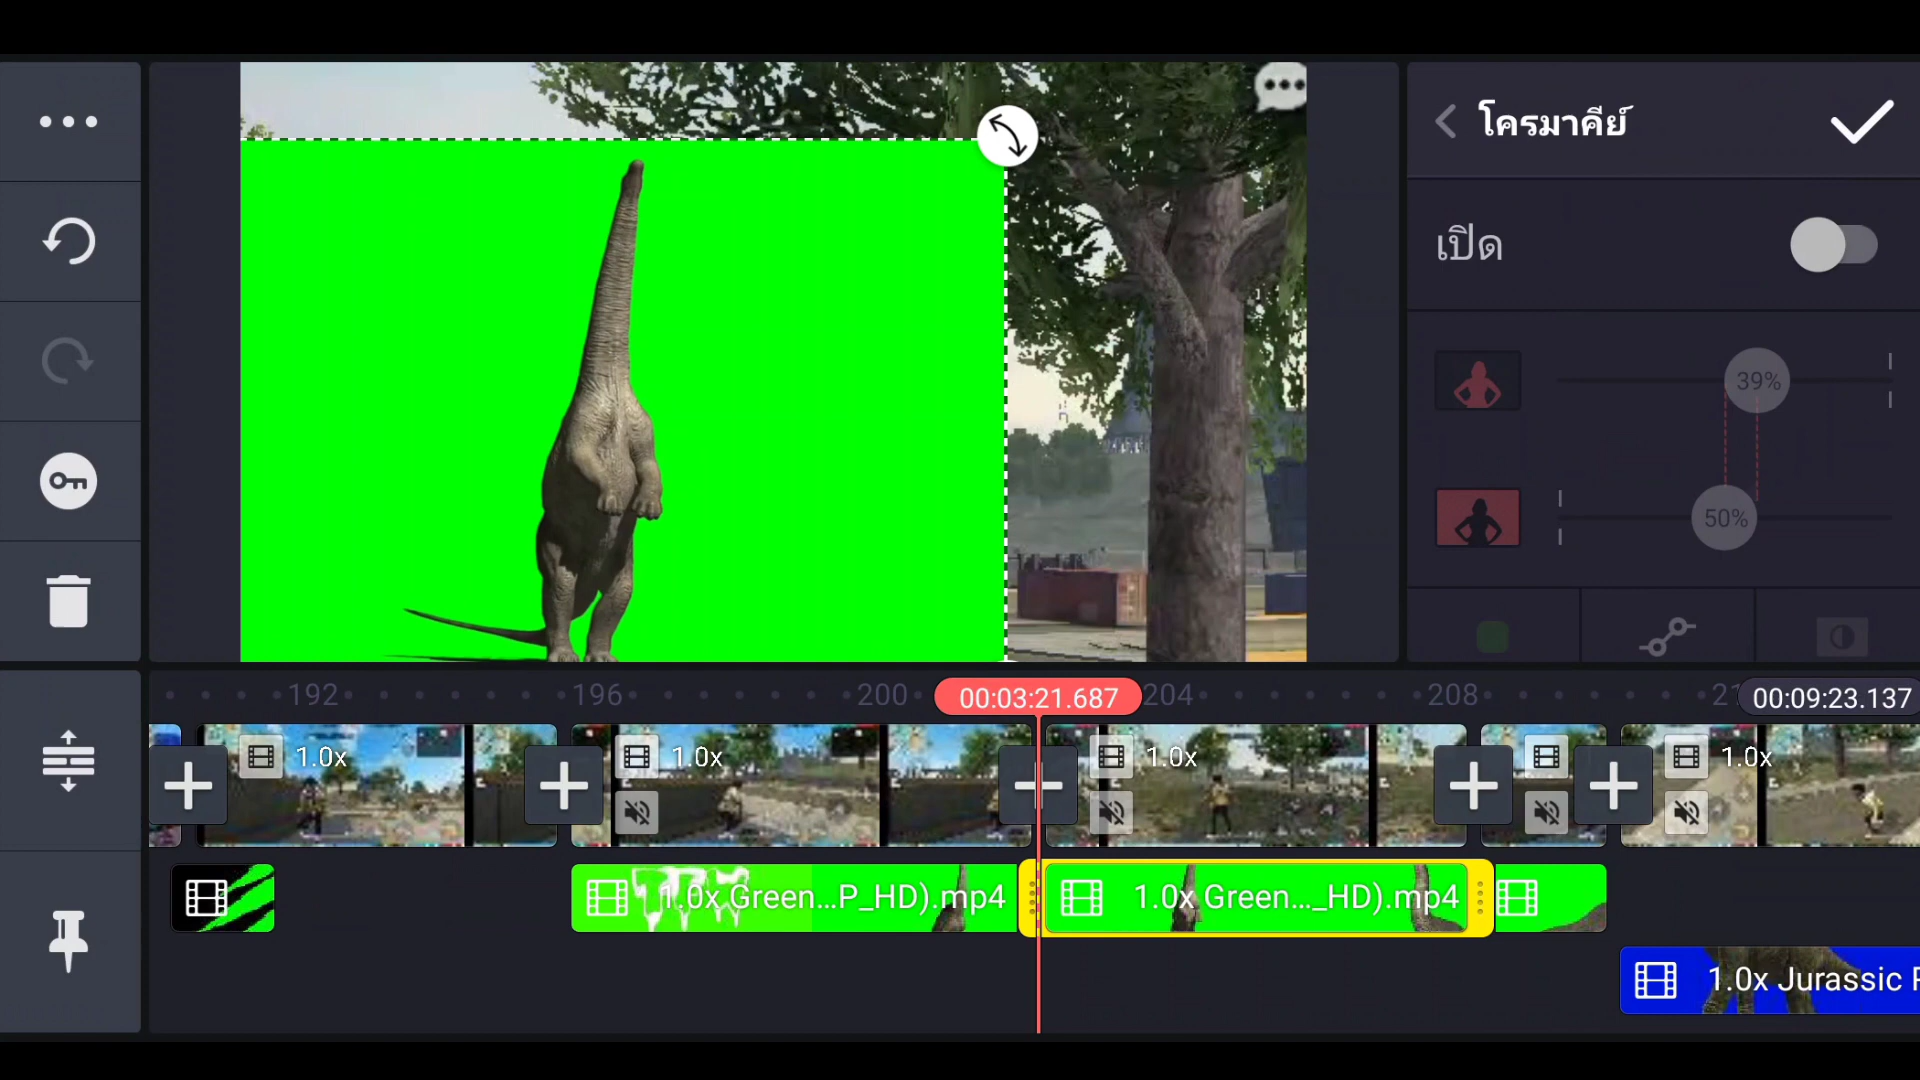 โครมาคีย์
เปิด
39%
50%
192
196
200
00:03:21.687
204
208
00:09:23.137
1.0x
1.0x
1.0x
1.0x
1.0x Green...P_HD).mp4
1.0x Green..._HD).mp4
1.0x Jurassic